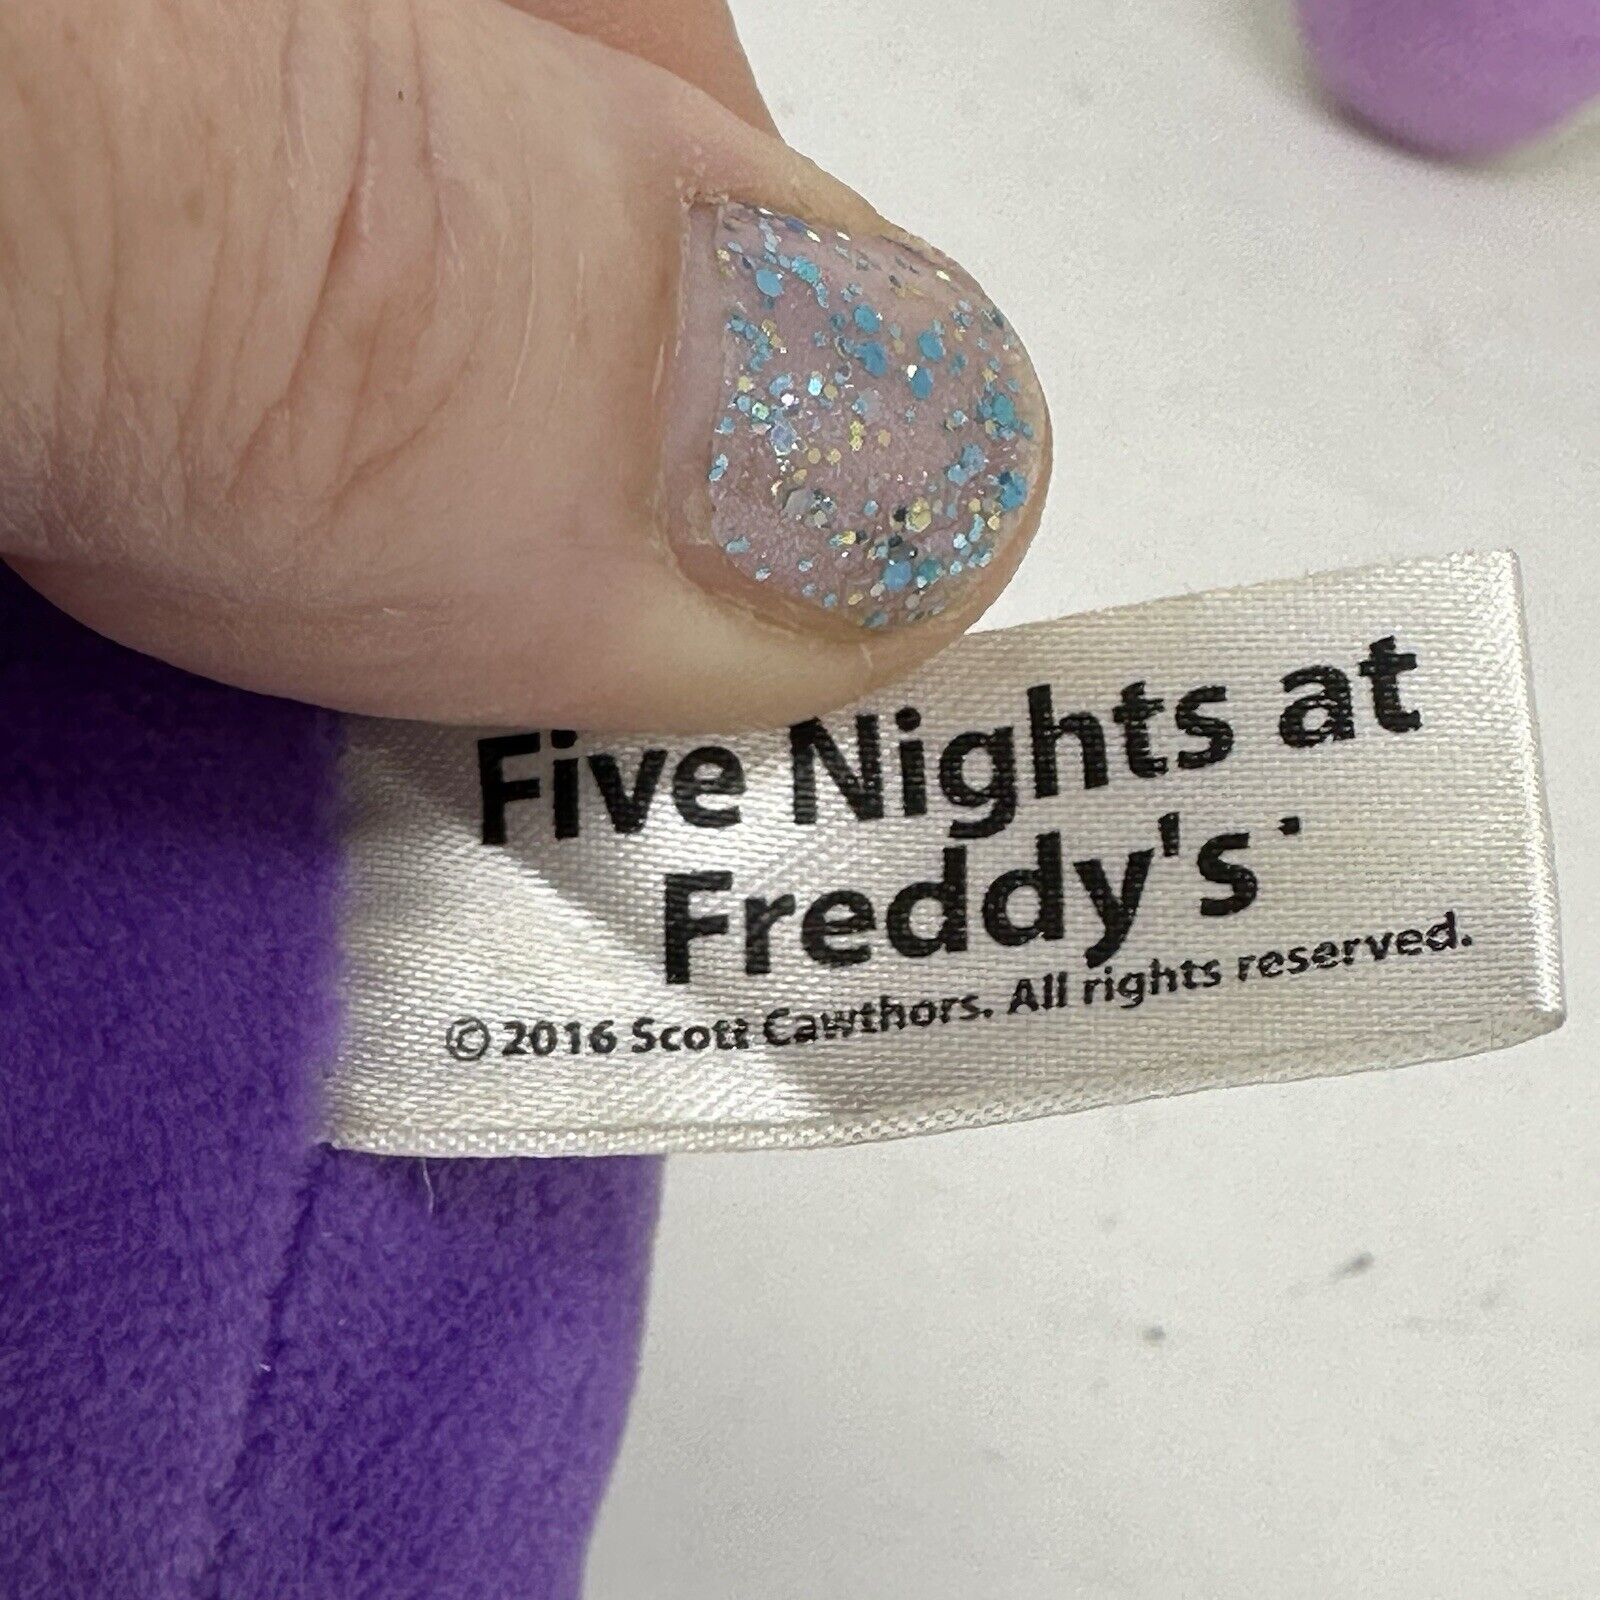 Five Nights at
Freddy's
© 2016 Scott Cawthors. All rights reserved.